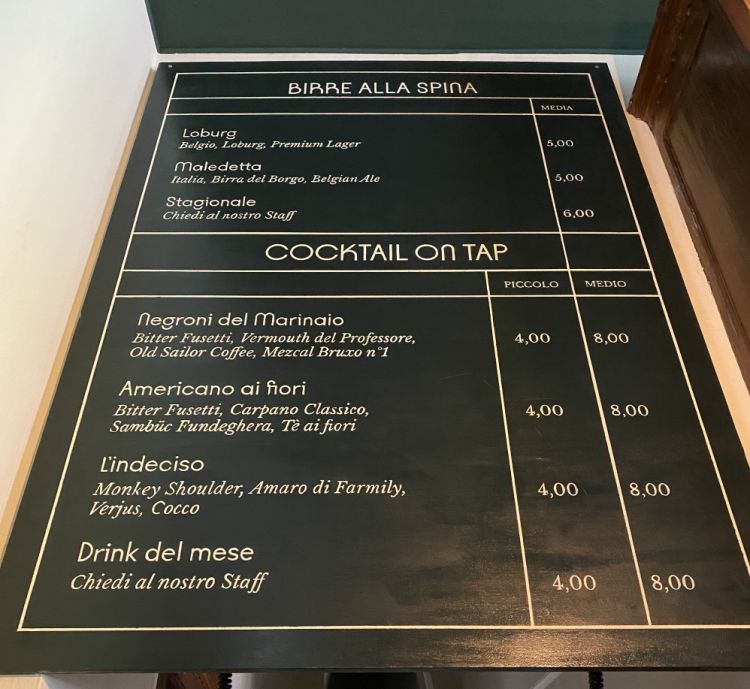 BIRRE ALLA SPINA
MEDIA
Loburg
Belgio, Loburg, Premium Lager 5,00
Maledetta
Italia, Birra del Borgo, Belgian Ale 5,00
Stagionale
Chiedi al nostro Staff 6,00
COCKTAIL ON TAP
PICCOLO MEDIO
Negroni del Marinaio
Bitter Fusetti, Vermouth del Professore, 4,00 8,00
Old Sailor Coffee, Mezcal Bruxo n°1
Americano ai fiori
Bitter Fusetti, Carpano Classico, 4,00 8,00
Sambüc Fundeghera, Tè ai fiori
L'indeciso
Monkey Shoulder, Amaro di Farmily, 4,00 8,00
Verjus, Cocco
Drink del mese
Chiedi al nostro Staff 4,00 8,00